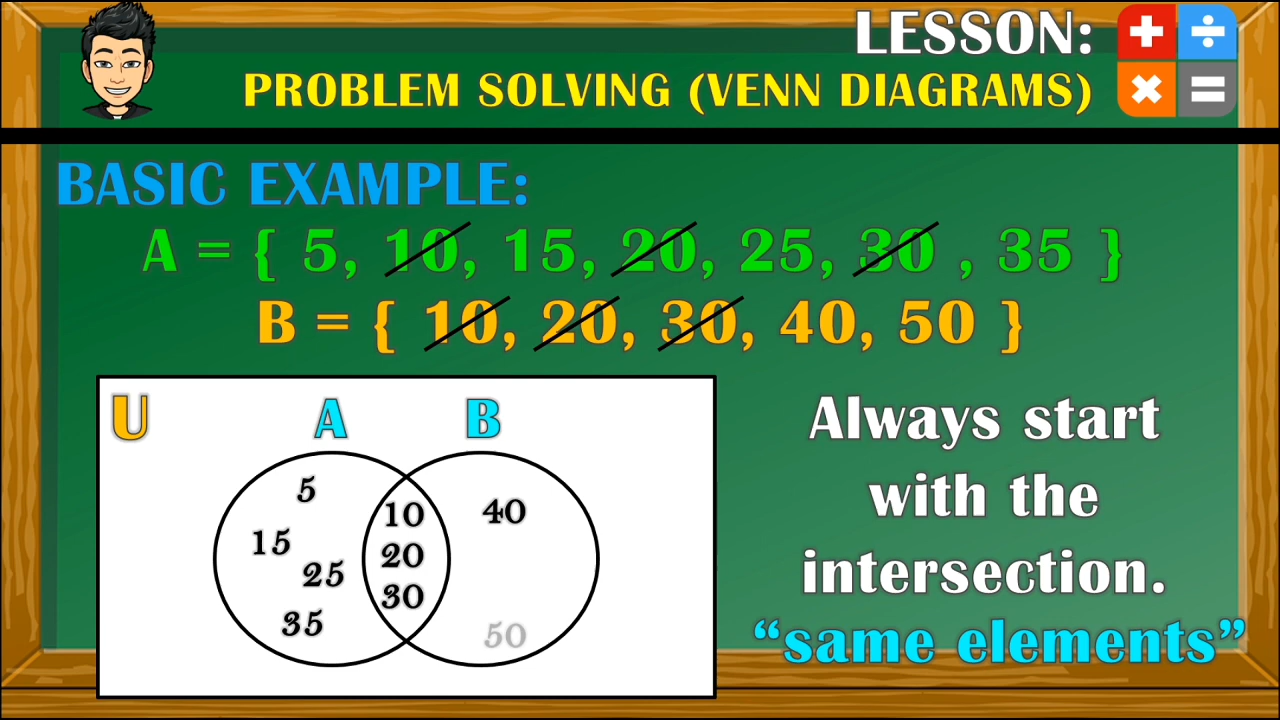 LESSON:
PROBLEM SOLVING (VENN DIAGRAMS)
+ ÷
× =
BASIC EXAMPLE:
A = { 5, 10, 15, 20, 25, 30 , 35 }
B = { 10, 20, 30, 40, 50 }
U A B
5
15
25
35
10
20
30
40
50
Always start
with the
intersection.
“same elements”